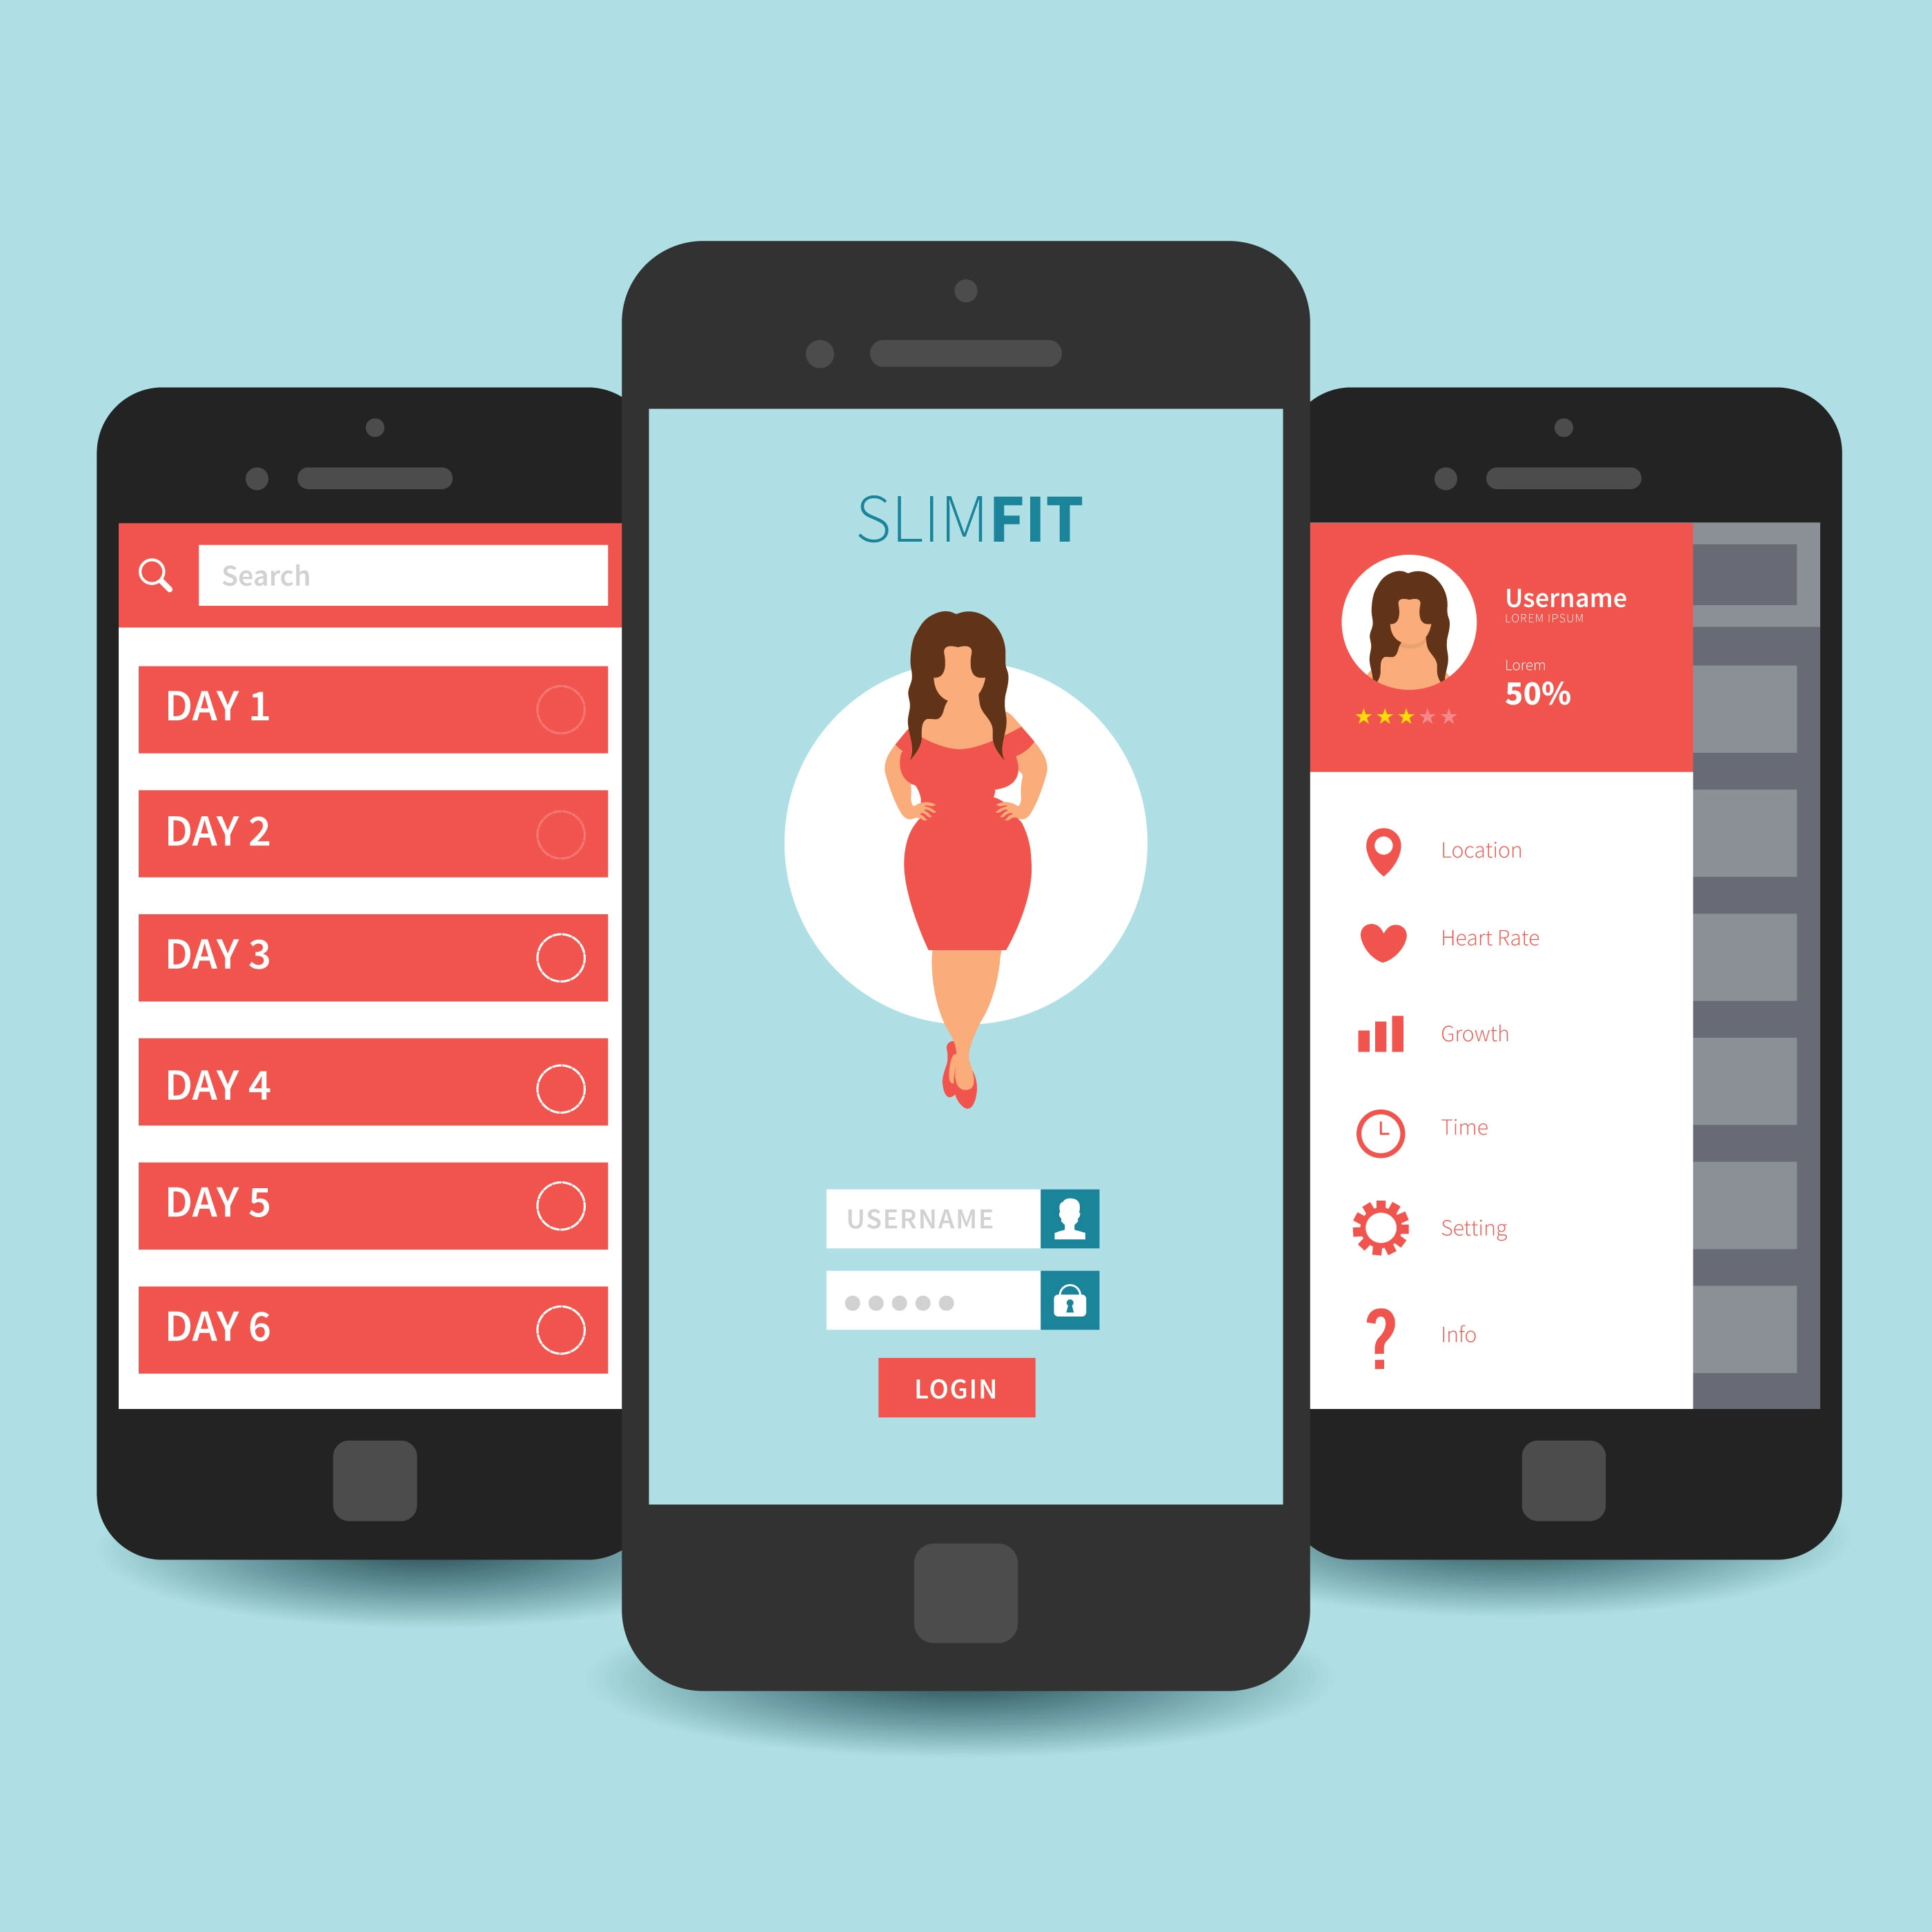 Search
DAY 1
DAY 2
DAY 3
DAY 4
DAY 5
DAY 6
SLIMFIT
USERNAME
LOGIN
Username
LOREM IPSUM
Lorem
50%
Location
Heart Rate
Growth
Time
Setting
Info